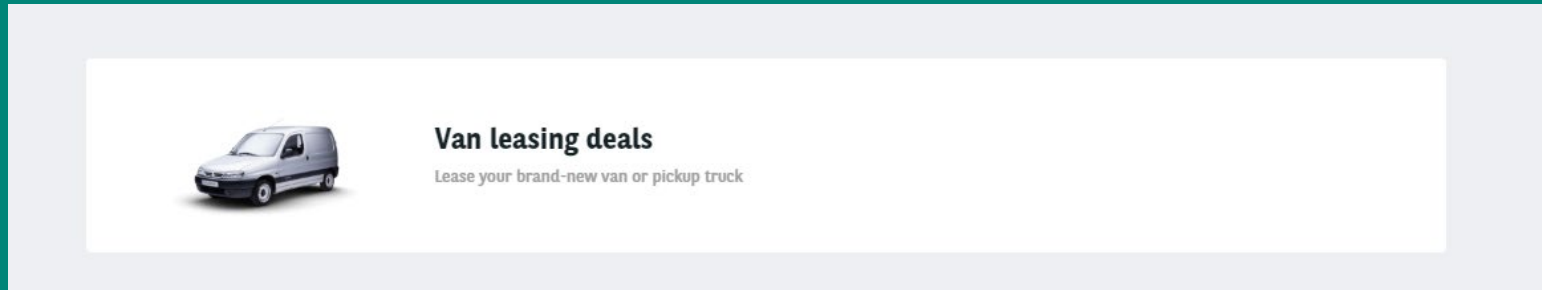 Van leasing deals
Lease your brand-new van or pickup truck